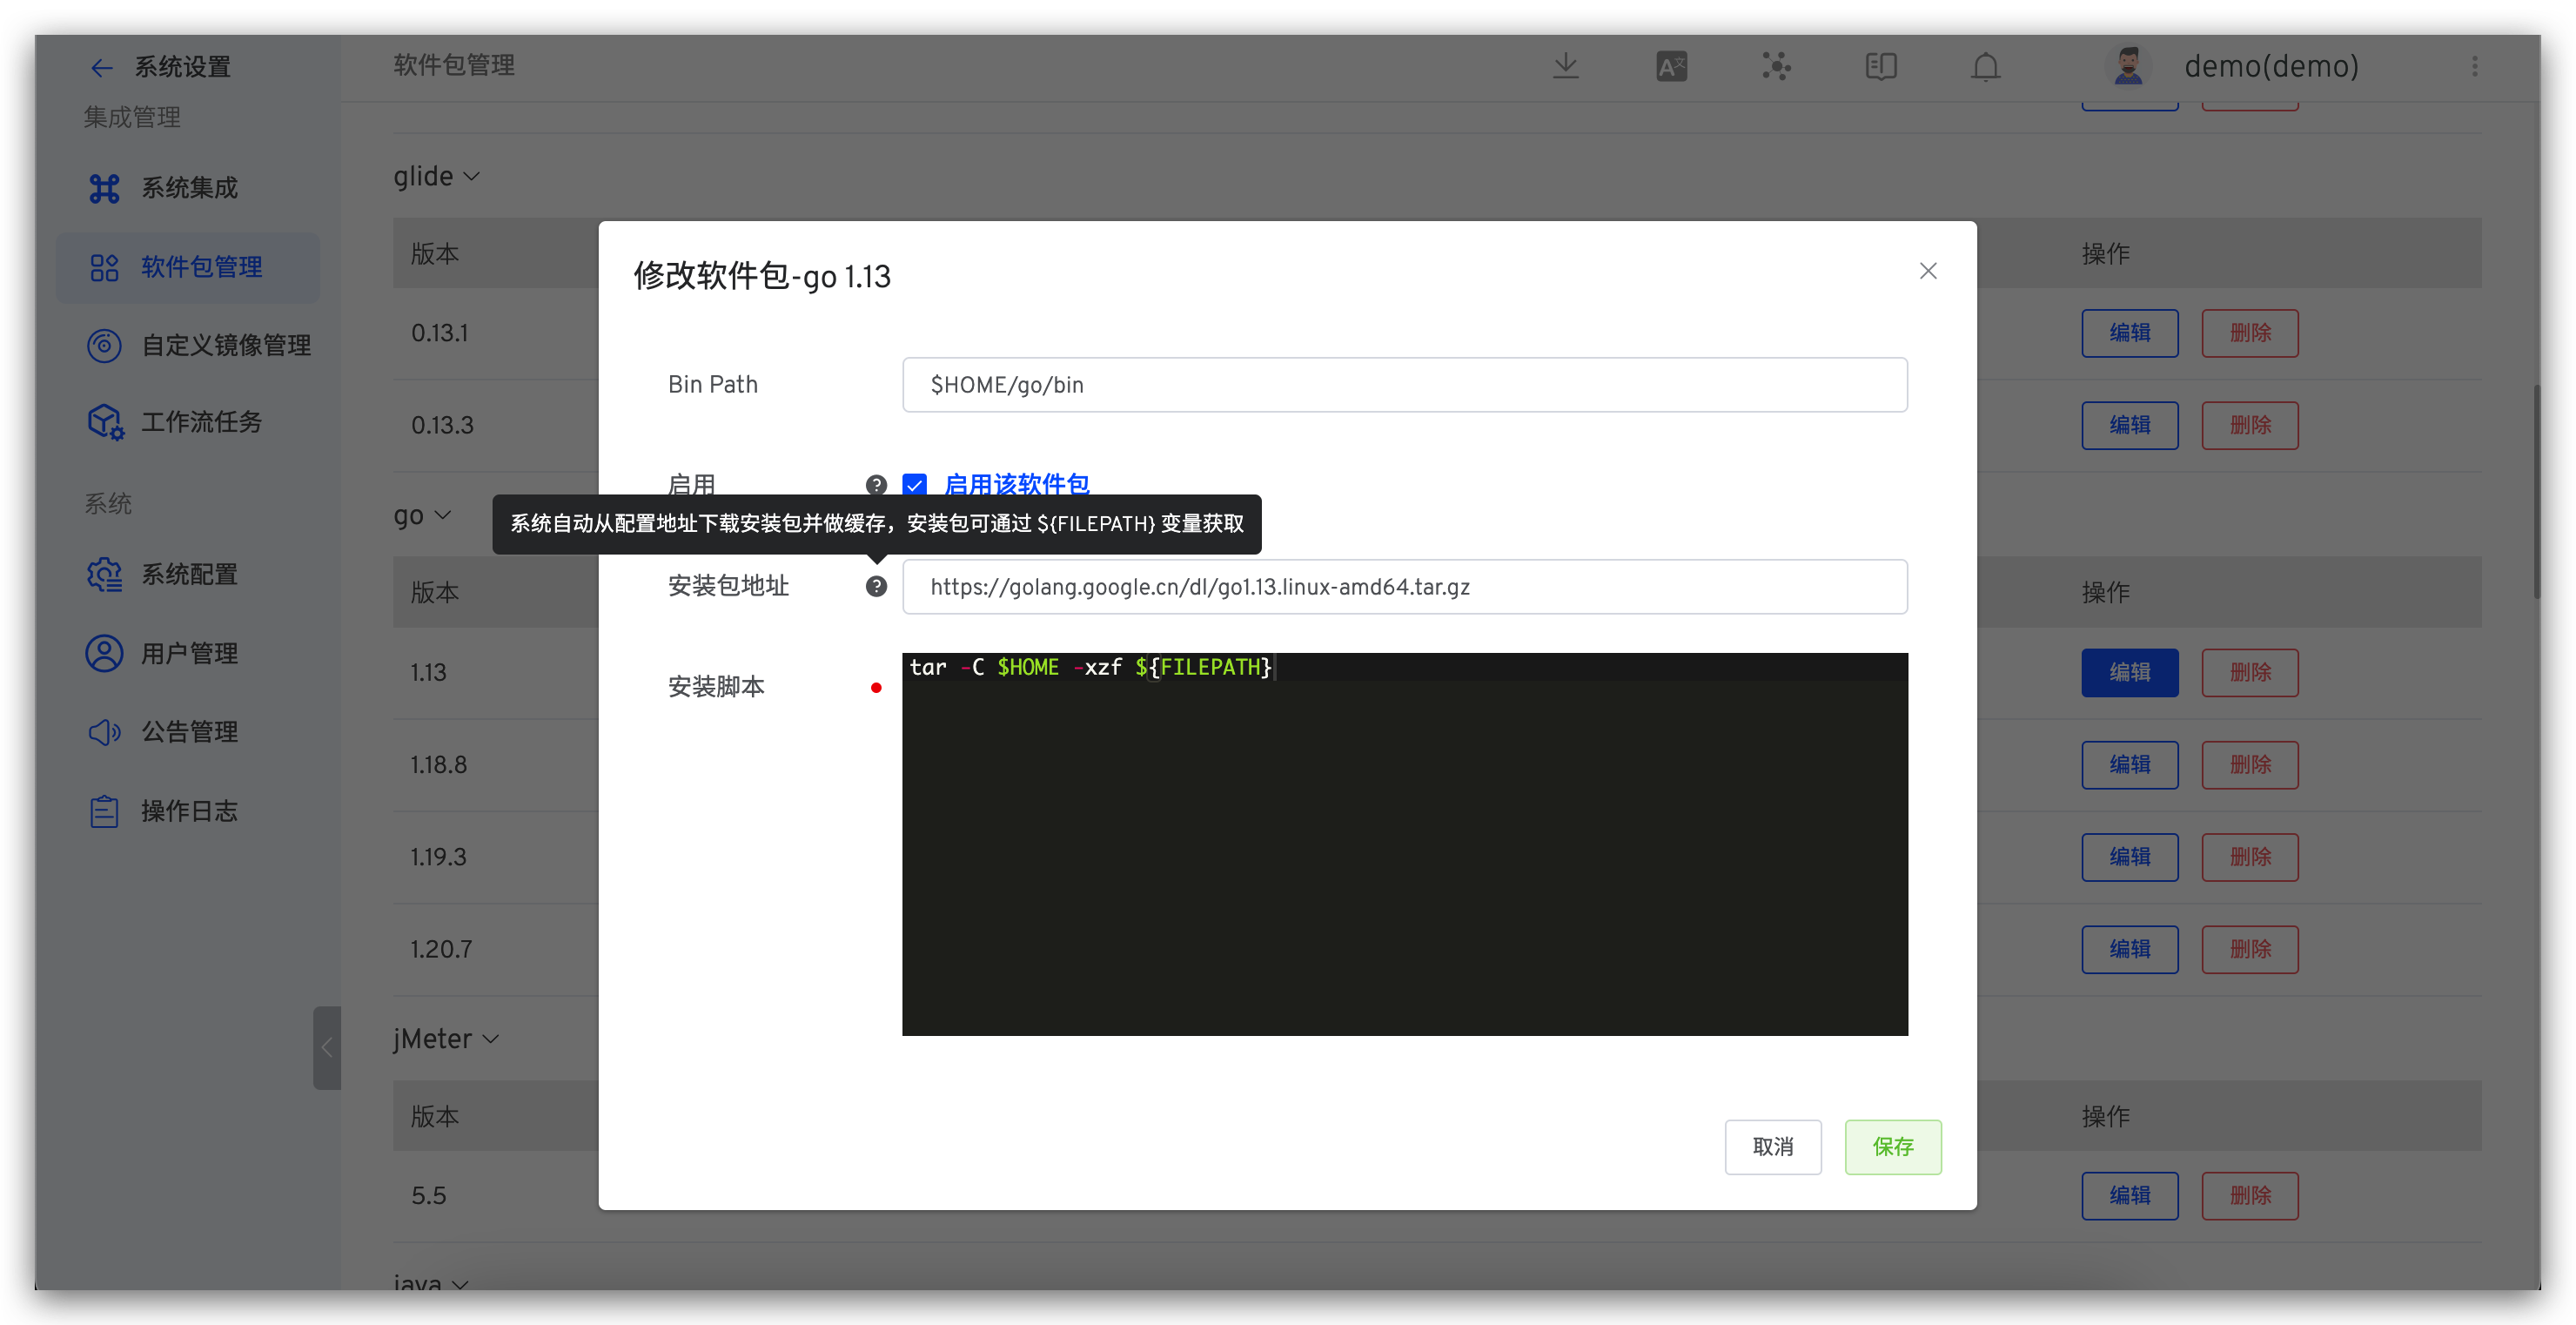 系统设置
集成管理
系统集成
软件包管理
自定义镜像管理
工作流任务
系统
系统配置
用户管理
公告管理
操作日志
软件包管理
demo(demo)
glide
版本 操作
0.13.1 编辑 删除
0.13.3 编辑 删除
go
版本 操作
1.13 编辑 删除
1.18.8 编辑 删除
1.19.3 编辑 删除
1.20.7 编辑 删除
jMeter
版本 操作
5.5 编辑 删除
java
修改软件包-go 1.13
Bin Path $HOME/go/bin
启用 启用该软件包
系统自动从配置地址下载安装包并做缓存，安装包可通过 ${FILEPATH} 变量获取
安装包地址 https://golang.google.cn/dl/go1.13.linux-amd64.tar.gz
安装脚本 tar -C $HOME -xzf ${FILEPATH}
取消 保存